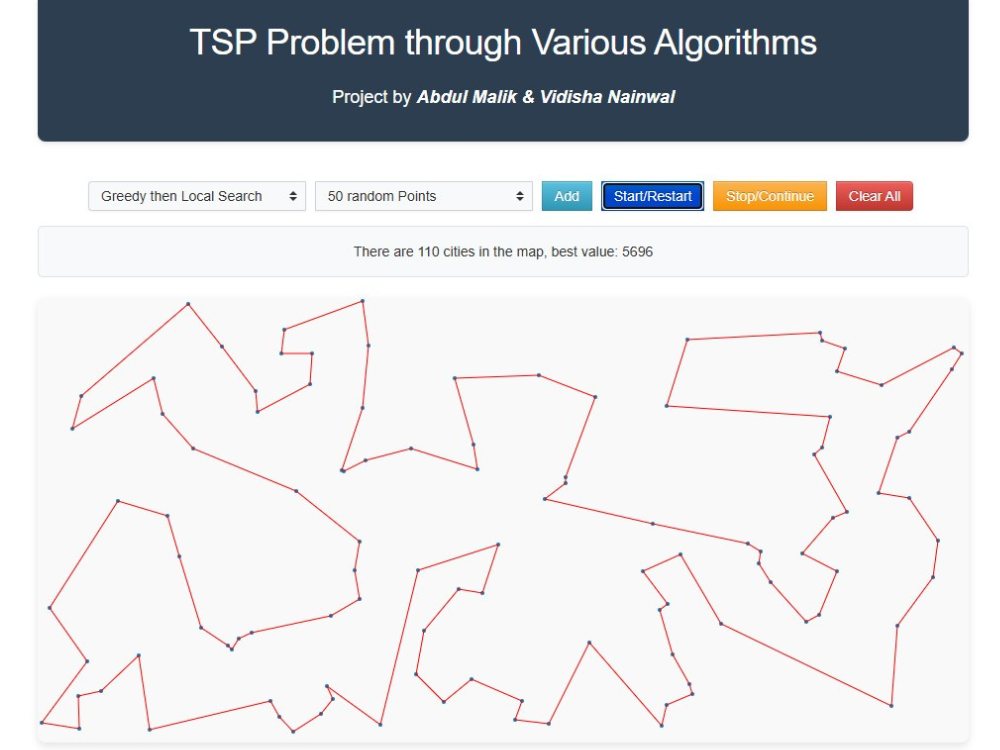 TSP Problem through Various Algorithms
Project by Abdul Malik & Vidisha Nainwal
Greedy then Local Search 50 random Points Add Start/Restart Stop/Continue Clear All
There are 110 cities in the map, best value: 5696